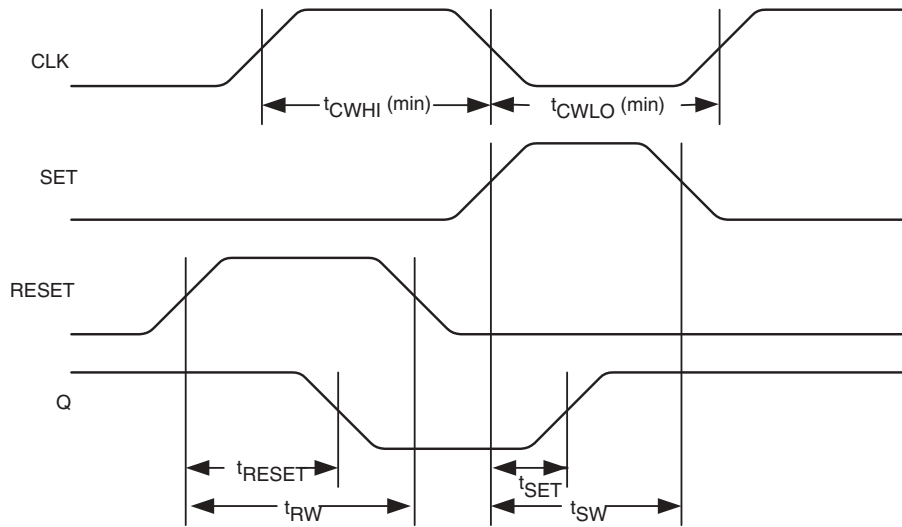 CLK
tCWHI (min)
tCWLO (min)
SET
RESET
Q
tRESET
tSET
tRW
tSW